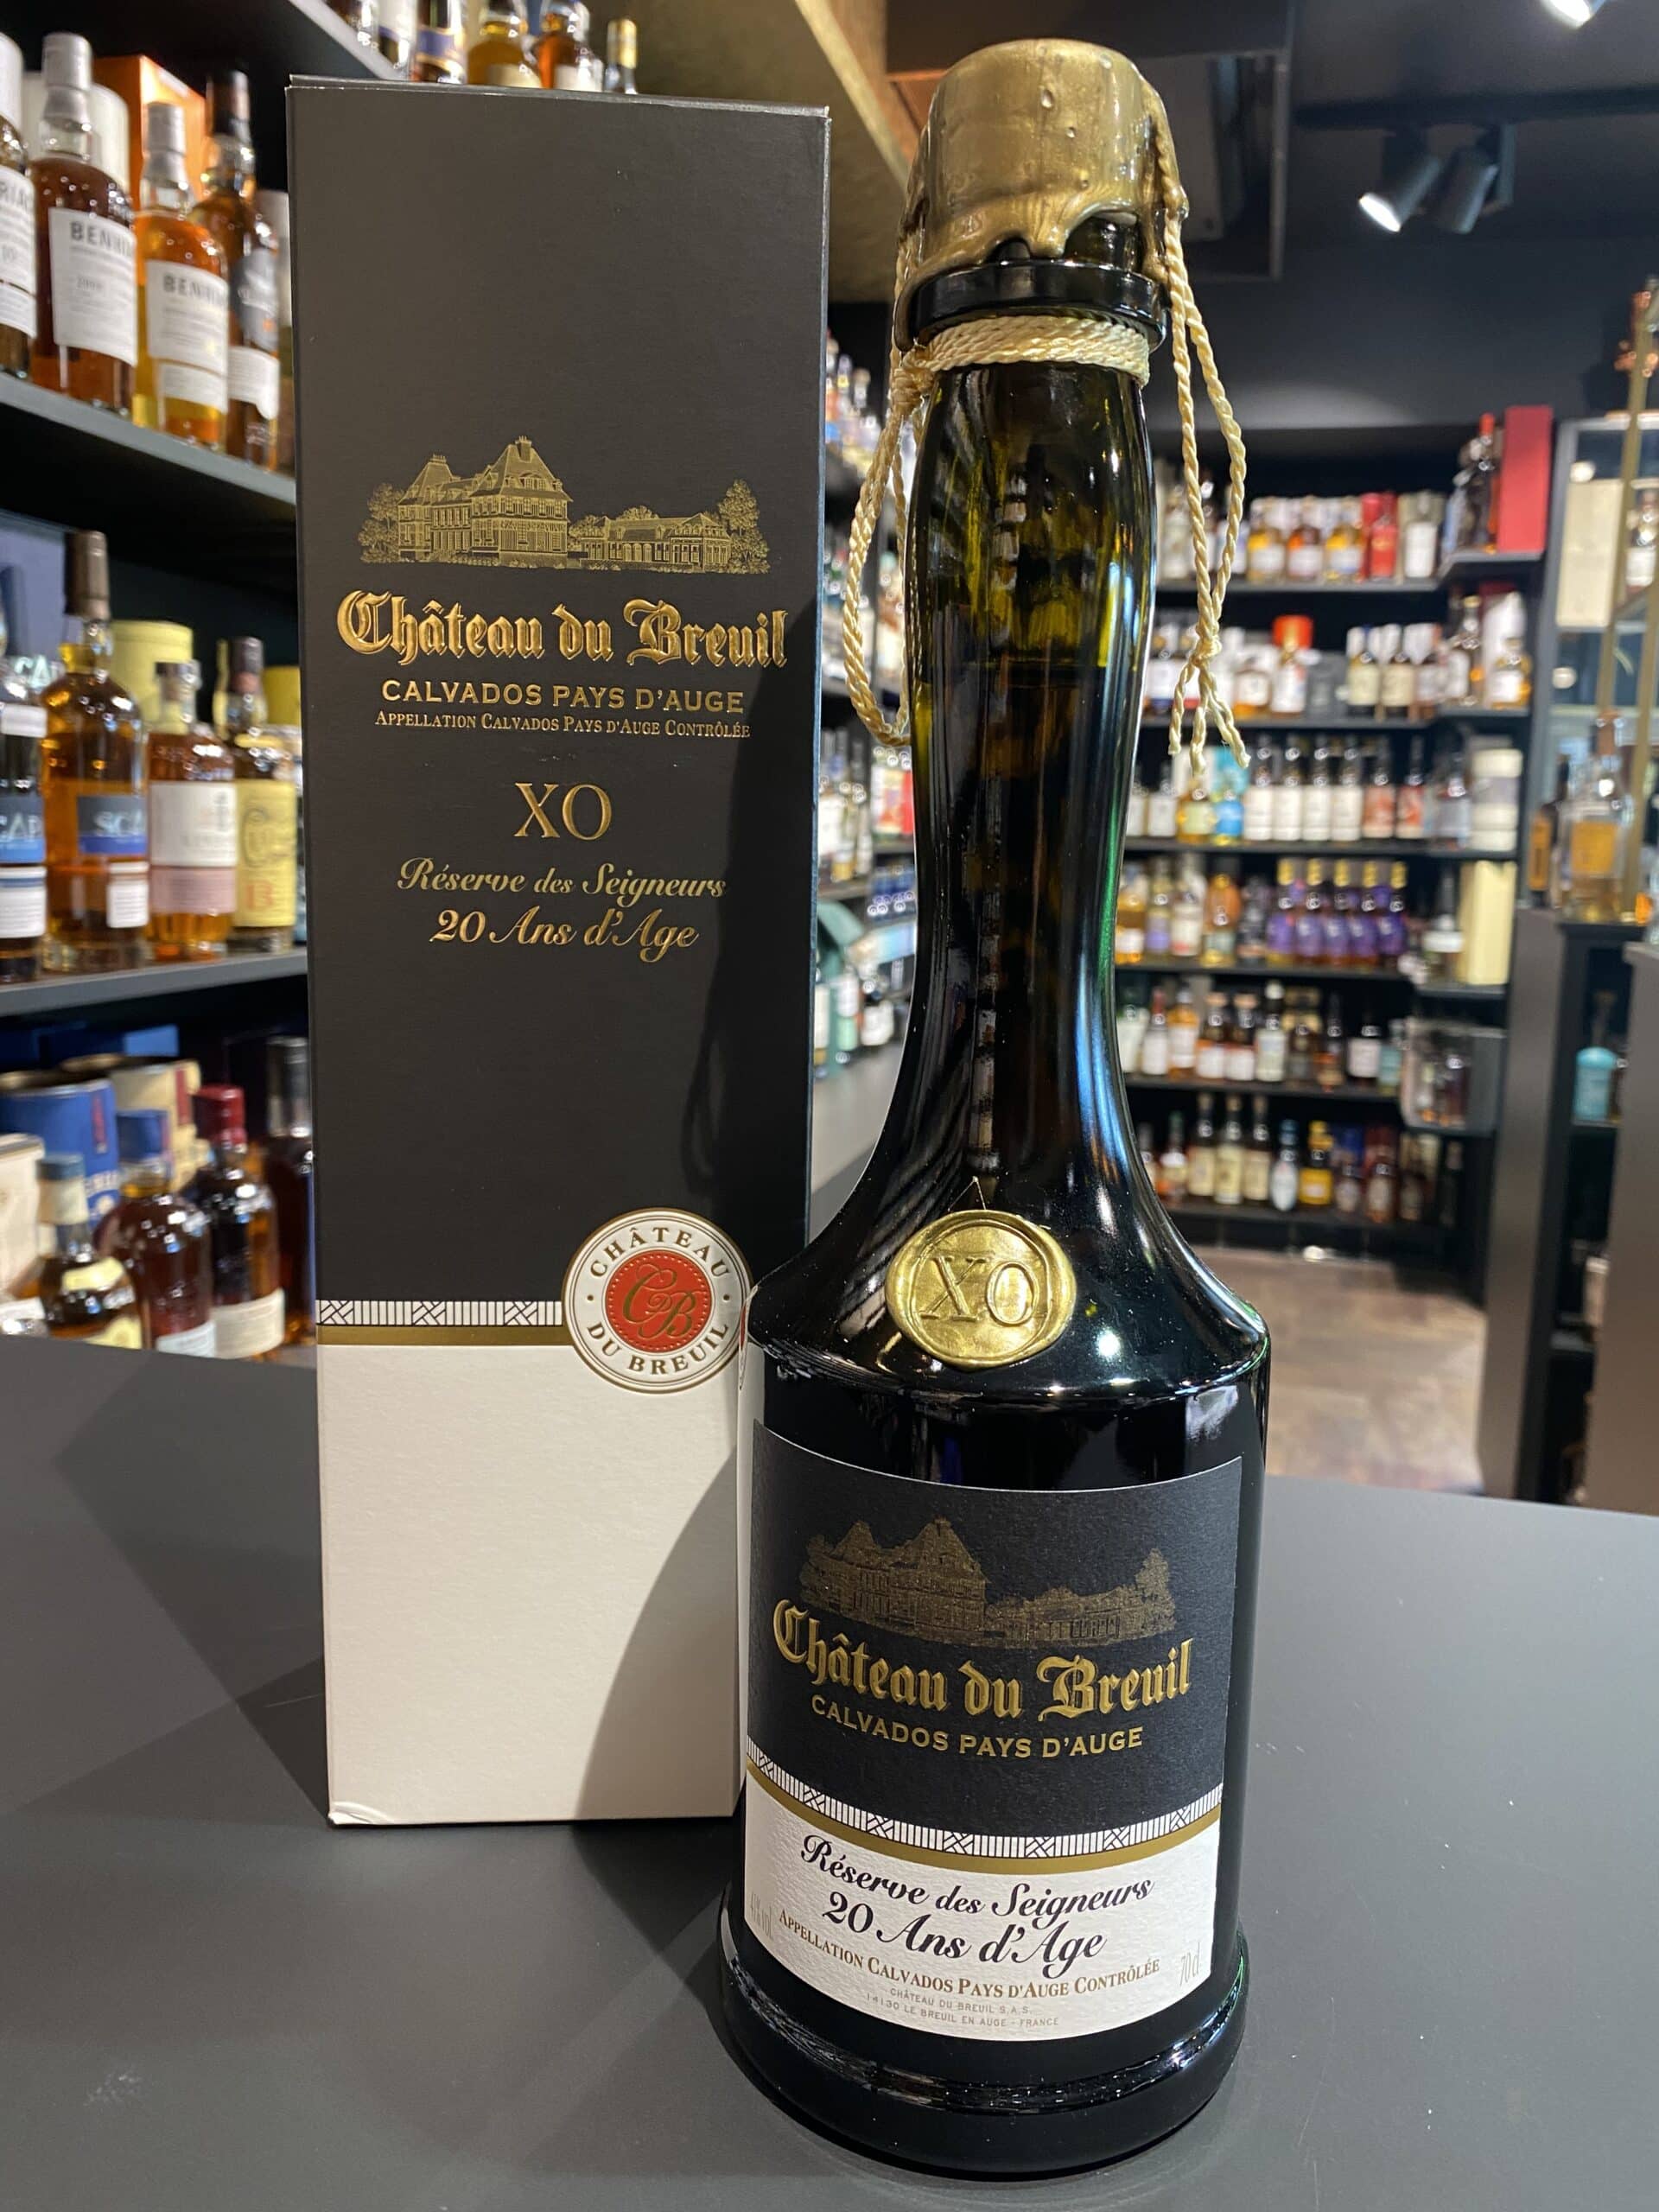 Château du Breuil
CALVADOS PAYS D'AUGE
APPELLATION CALVADOS PAYS D'AUGE CONTRÔLÉE
XO
Réserve des Seigneurs
20 Ans d'Age
CHÂTEAU
CB
DU BREUIL
XO
Château du Breuil
CALVADOS PAYS D'AUGE
Réserve des Seigneurs
20 Ans d'Age
APPELLATION CALVADOS PAYS D'AUGE CONTRÔLÉE
70cl
CHÂTEAU DU BREUIL S.A.S.
14130 LE BREUIL EN AUGE - FRANCE